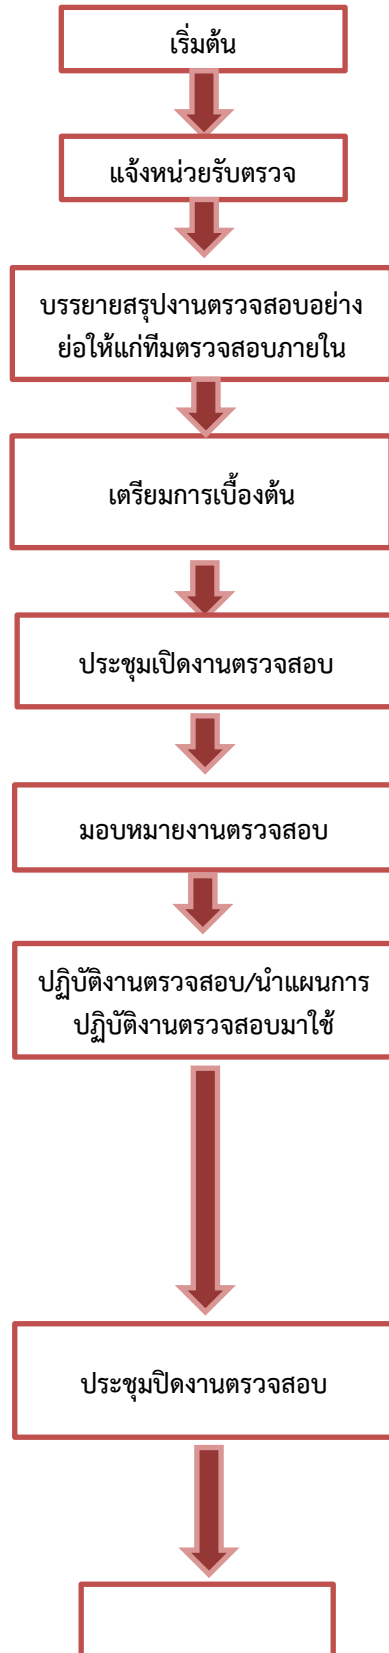 เริ่มต้น
แจ้งหน่วยรับตรวจ
บรรยายสรุปงานตรวจสอบอย่าง
ย่อให้แก่ทีมตรวจสอบภายใน
เตรียมการเบื้องต้น
ประชุมเปิดงานตรวจสอบ
มอบหมายงานตรวจสอบ
ปฏิบัติงานตรวจสอบ/นำแผนการ
ปฏิบัติงานตรวจสอบมาใช้
ประชุมปิดงานตรวจสอบ